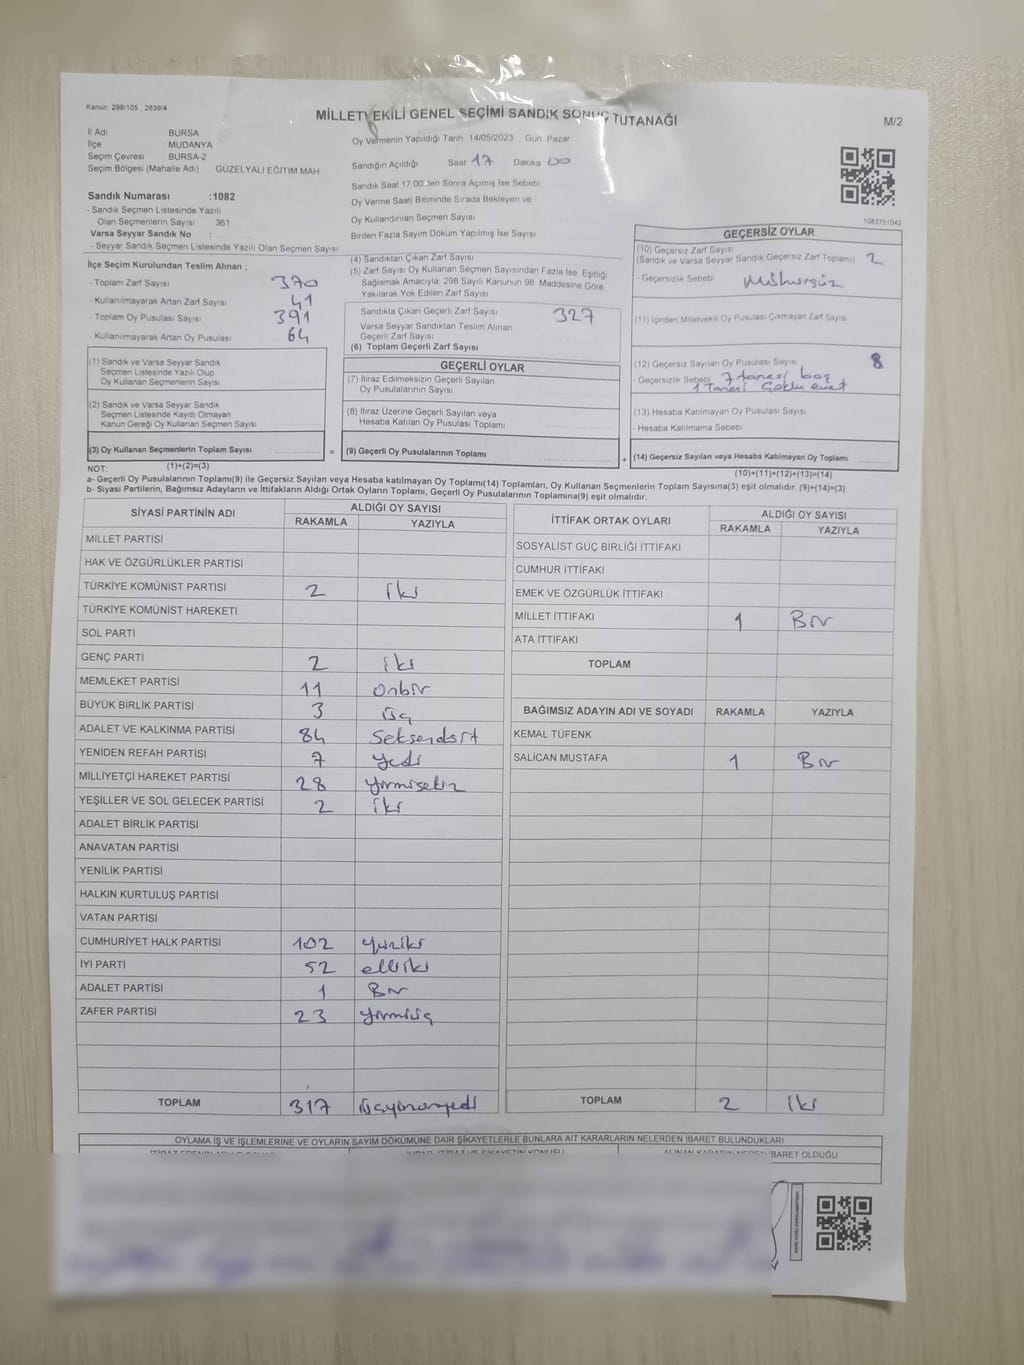 Kanun. 298/105 , 2839/4
MİLLETVEKİLİ GENEL SEÇİMİ SANDIK SONUÇ TUTANAĞI
M/2
İl Adı BURSA
İlçe MUDANYA
Seçim Çevresi BURSA-2
Seçim Bölgesi (Mahalle Adı) GÜZELYALI EĞİTİM MAH
Sandık Numarası :1082
- Sandık Seçmen Listesinde Yazılı
Olan Seçmenlerin Sayısı 361
Varsa Seyyar Sandık No :
- Seyyar Sandık Seçmen Listesinde Yazılı Olan Seçmen Sayısı
Oy Vermenin Yapıldığı Tarih 14/05/2023 Gün Pazar
Sandığın Açıldığı Saat 17 Dakika 00
Sandık Saat 17 00'den Sonra Açımış İse Sebebi
Oy Verme Saati Bitiminde Sırada Bekleyen ve
Oy Kullandırılan Seçmen Sayısı
Birden Fazla Sayım Döküm Yapılmış İse Sayısı
1083751042
İlçe Seçim Kurulundan Teslim Alınan ;
- Toplam Zarf Sayısı 370
- Kullanılmayarak Artan Zarf Sayısı 41
- Toplam Oy Pusulası Sayısı 391
- Kullanılmayarak Artan Oy Pusulası 64
(4) Sandıktan Çıkan Zarf Sayısı
(5) Zarf Sayısı Oy Kullanan Seçmen Sayısından Fazla İse, Eşitliği
Sağlamak Amacıyla, 298 Sayılı Kanunun 98 Maddesine Göre
Yakılarak Yok Edilen Zarf Sayısı
Sandıkta Çıkan Geçerli Zarf Sayısı 327
Varsa Seyyar Sandıktan Teslim Alınan
Geçerli Zarf Sayısı
(6) Toplam Geçerli Zarf Sayısı
GEÇERSİZ OYLAR
(10) Geçersiz Zarf Sayısı
(Sandık ve Varsa Seyyar Sandık Geçersiz Zarf Toplamı) 2
- Geçersizlik Sebebi Mühürsüz
(11) İçinden Milletvekili Oy Pusulası Çıkmayan Zarf Sayısı
(12) Geçersiz Sayılan Oy Pusulası Sayısı 8
- Geçersizlik Sebebi 7 tanesi boş
1 Tanesi Çoklu evet
(13) Hesaba Katılmayan Oy Pusulası Sayısı
- Hesaba Katılmama Sebebi
(14) Geçersiz Sayılan veya Hesaba Katılmayan Oy Toplamı
(10)+(11)+(12)+(13)=(14)
(1) Sandık ve Varsa Seyyar Sandık
Seçmen Listesinde Yazılı Olup
Oy Kullanan Seçmenlerin Sayısı
(2) Sandık ve Varsa Seyyar Sandık
Seçmen Listesinde Kayıtlı Olmayan
Kanun Gereği Oy Kullanan Seçmen Sayısı
(3) Oy Kullanan Seçmenlerin Toplam Sayısı =
(1)+(2)=(3)
GEÇERLİ OYLAR
(7) İtiraz Edilmeksizin Geçerli Sayılan
Oy Pusulalarının Sayısı
(8) İtiraz Üzerine Geçerli Sayılan veya
Hesaba Katılan Oy Pusulası Toplamı
(9) Geçerli Oy Pusulalarının Toplamı +
NOT:
a- Geçerli Oy Pusulalarının Toplamı(9) ile Geçersiz Sayılan veya Hesaba katılmayan Oy Toplamı(14) Toplamları, Oy Kullanan Seçmenlerin Toplam Sayısına(3) eşit olmalıdır. (9)+(14)=(3)
b- Siyasi Partilerin, Bağımsız Adayların ve İttifakların Aldığı Ortak Oyların Toplamı, Geçerli Oy Pusulalarının Toplamına(9) eşit olmalıdır.
SİYASİ PARTİNİN ADI ALDIĞI OY SAYISI
RAKAMLA YAZIYLA
MİLLET PARTİSİ
HAK VE ÖZGÜRLÜKLER PARTİSİ
TÜRKİYE KOMÜNİST PARTİSİ 2 iki
TÜRKİYE KOMÜNİST HAREKETİ
SOL PARTİ
GENÇ PARTİ 2 iki
MEMLEKET PARTİSİ 11 onbir
BÜYÜK BİRLİK PARTİSİ 3 üç
ADALET VE KALKINMA PARTİSİ 84 Seksendört
YENİDEN REFAH PARTİSİ 7 yedi
MİLLİYETÇİ HAREKET PARTİSİ 28 yirmisekiz
YEŞİLLER VE SOL GELECEK PARTİSİ 2 iki
ADALET BİRLİK PARTİSİ
ANAVATAN PARTİSİ
YENİLİK PARTİSİ
HALKIN KURTULUŞ PARTİSİ
VATAN PARTİSİ
CUMHURİYET HALK PARTİSİ 102 yüziki
İYİ PARTİ 52 elliiki
ADALET PARTİSİ 1 Bir
ZAFER PARTİSİ 23 yirmiüç
TOPLAM 317 üçyüzonyedi
İTTİFAK ORTAK OYLARI ALDIĞI OY SAYISI
RAKAMLA YAZIYLA
SOSYALİST GÜÇ BİRLİĞİ İTTİFAKI
CUMHUR İTTİFAKI
EMEK VE ÖZGÜRLÜK İTTİFAKI
MİLLET İTTİFAKI 1 Bir
ATA İTTİFAKI
TOPLAM
BAĞIMSIZ ADAYIN ADI VE SOYADI RAKAMLA YAZIYLA
KEMAL TÜFENK
SALİCAN MUSTAFA 1 Bir
TOPLAM 2 iki
OYLAMA İŞ VE İŞLEMLERİNE VE OYLARIN SAYIM DÖKÜMÜNE DAİR ŞİKAYETLERLE BUNLARA AİT KARARLARIN NELERDEN İBARET BULUNDUKLARI
İBARET OLDUĞU